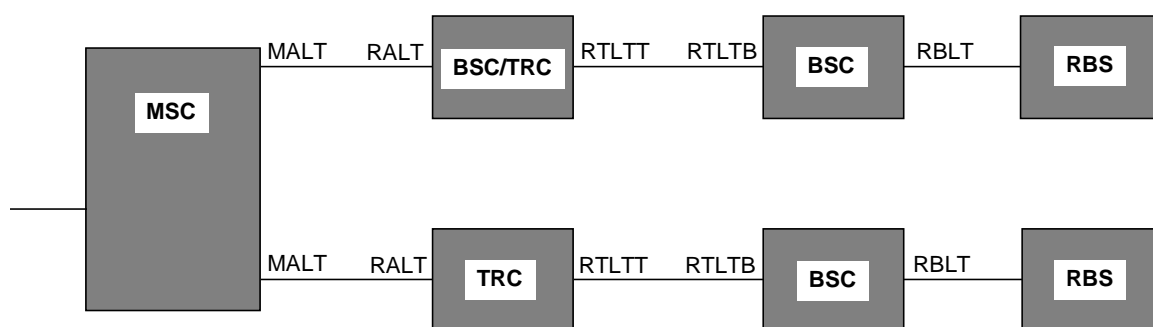 MALT RALT BSC/TRC RTLTT RTLTB BSC RBLT RBS
MSC
MALT RALT TRC RTLTT RTLTB BSC RBLT RBS